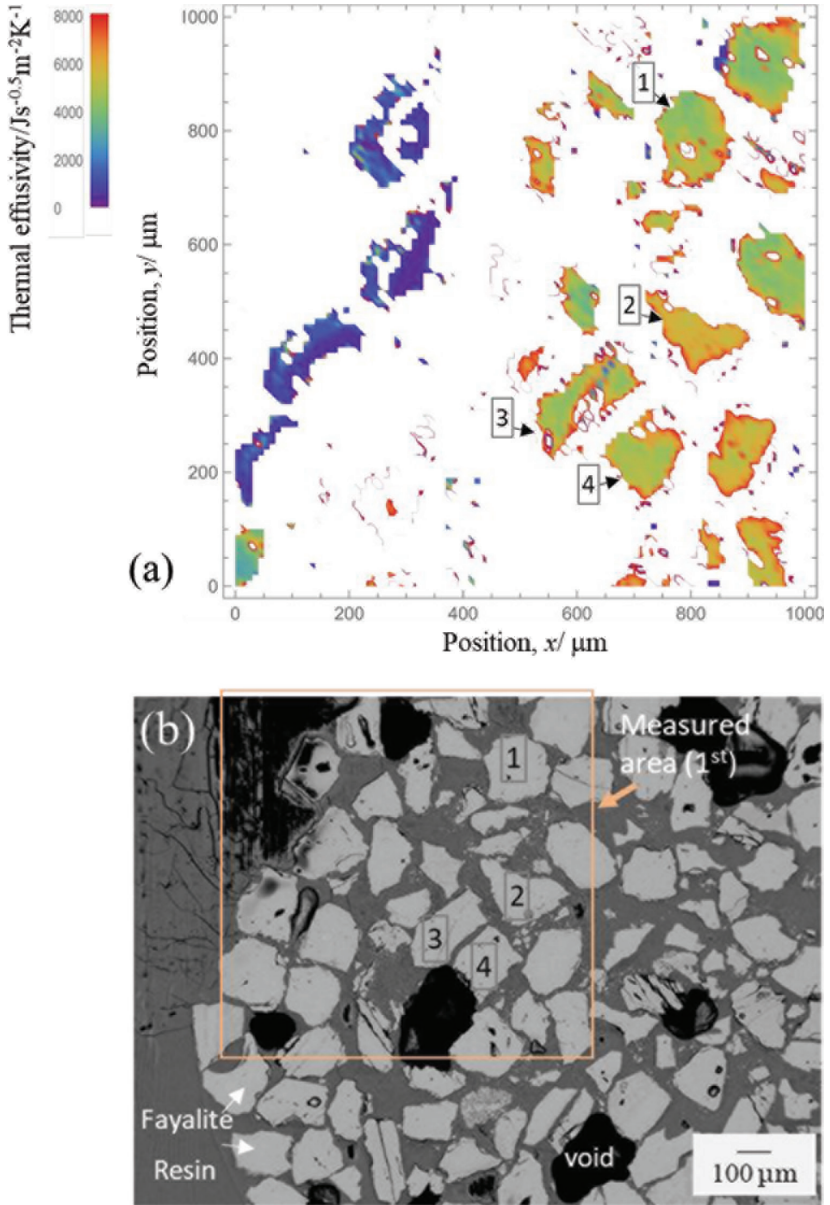 Thermal effusivity/Js-0.5m-2K-1
8000
6000
4000
2000
0
(a)
Position, y/ μm
1000
800
600
400
200
0
1
2
3
4
0
200
400
600
800
1000
Position, x/ μm
(b)
Measured
area (1st)
1
2
3
4
Fayalite
Resin
void
100 μm